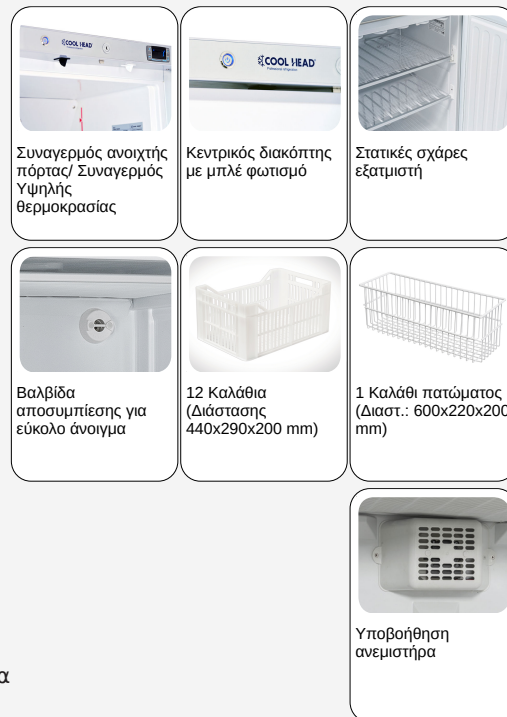 COOL HEAD
COOL HEAD
Συναγερμός ανοιχτής
πόρτας/ Συναγερμός
Υψηλής
θερμοκρασίας
Κεντρικός διακόπτης
με μπλέ φωτισμό
Στατικές σχάρες
εξατμιστή
Βαλβίδα
αποσυμπίεσης για
εύκολο άνοιγμα
12 Καλάθια
(Διάστασης
440x290x200 mm)
1 Καλάθι πατώματος
(Διαστ.: 600x220x200
mm)
Υποβοήθηση
ανεμιστήρα
α